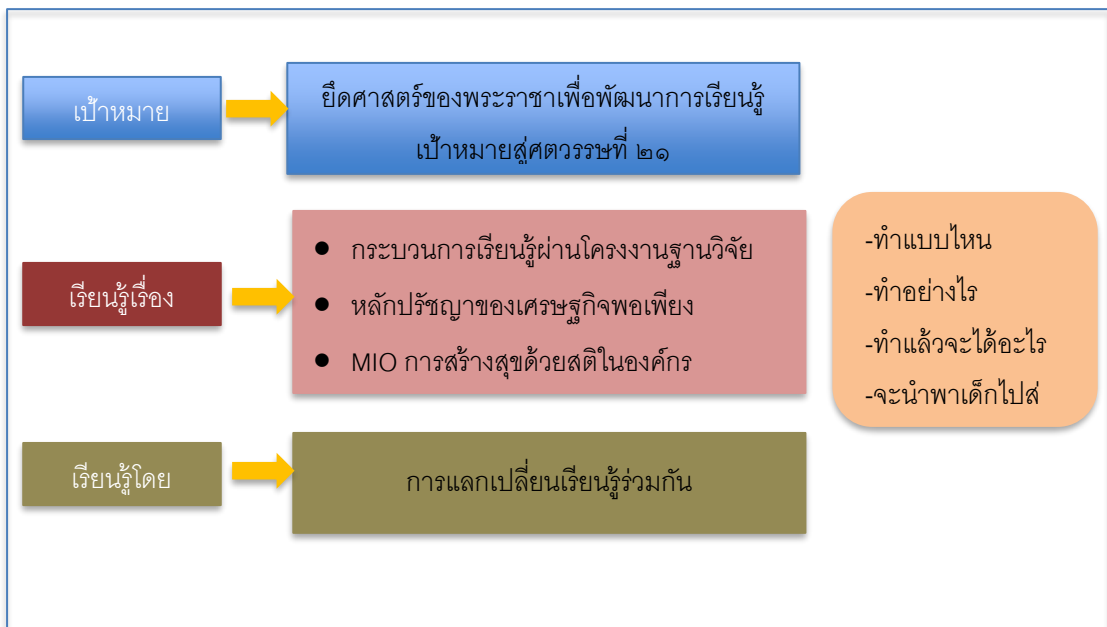 เป้าหมาย
ยึดศาสตร์ของพระราชาเพื่อพัฒนาการเรียนรู้
เป้าหมายสู่ศตวรรษที่ ๒๑
เรียนรู้เรื่อง
● กระบวนการเรียนรู้ผ่านโครงงานฐานวิจัย
● หลักปรัชญาของเศรษฐกิจพอเพียง
● MIO การสร้างสุขด้วยสติในองค์กร
-ทำแบบไหน
-ทำอย่างไร
-ทำแล้วจะได้อะไร
-จะนำพาเด็กไปสู่
เรียนรู้โดย
การแลกเปลี่ยนเรียนรู้ร่วมกัน